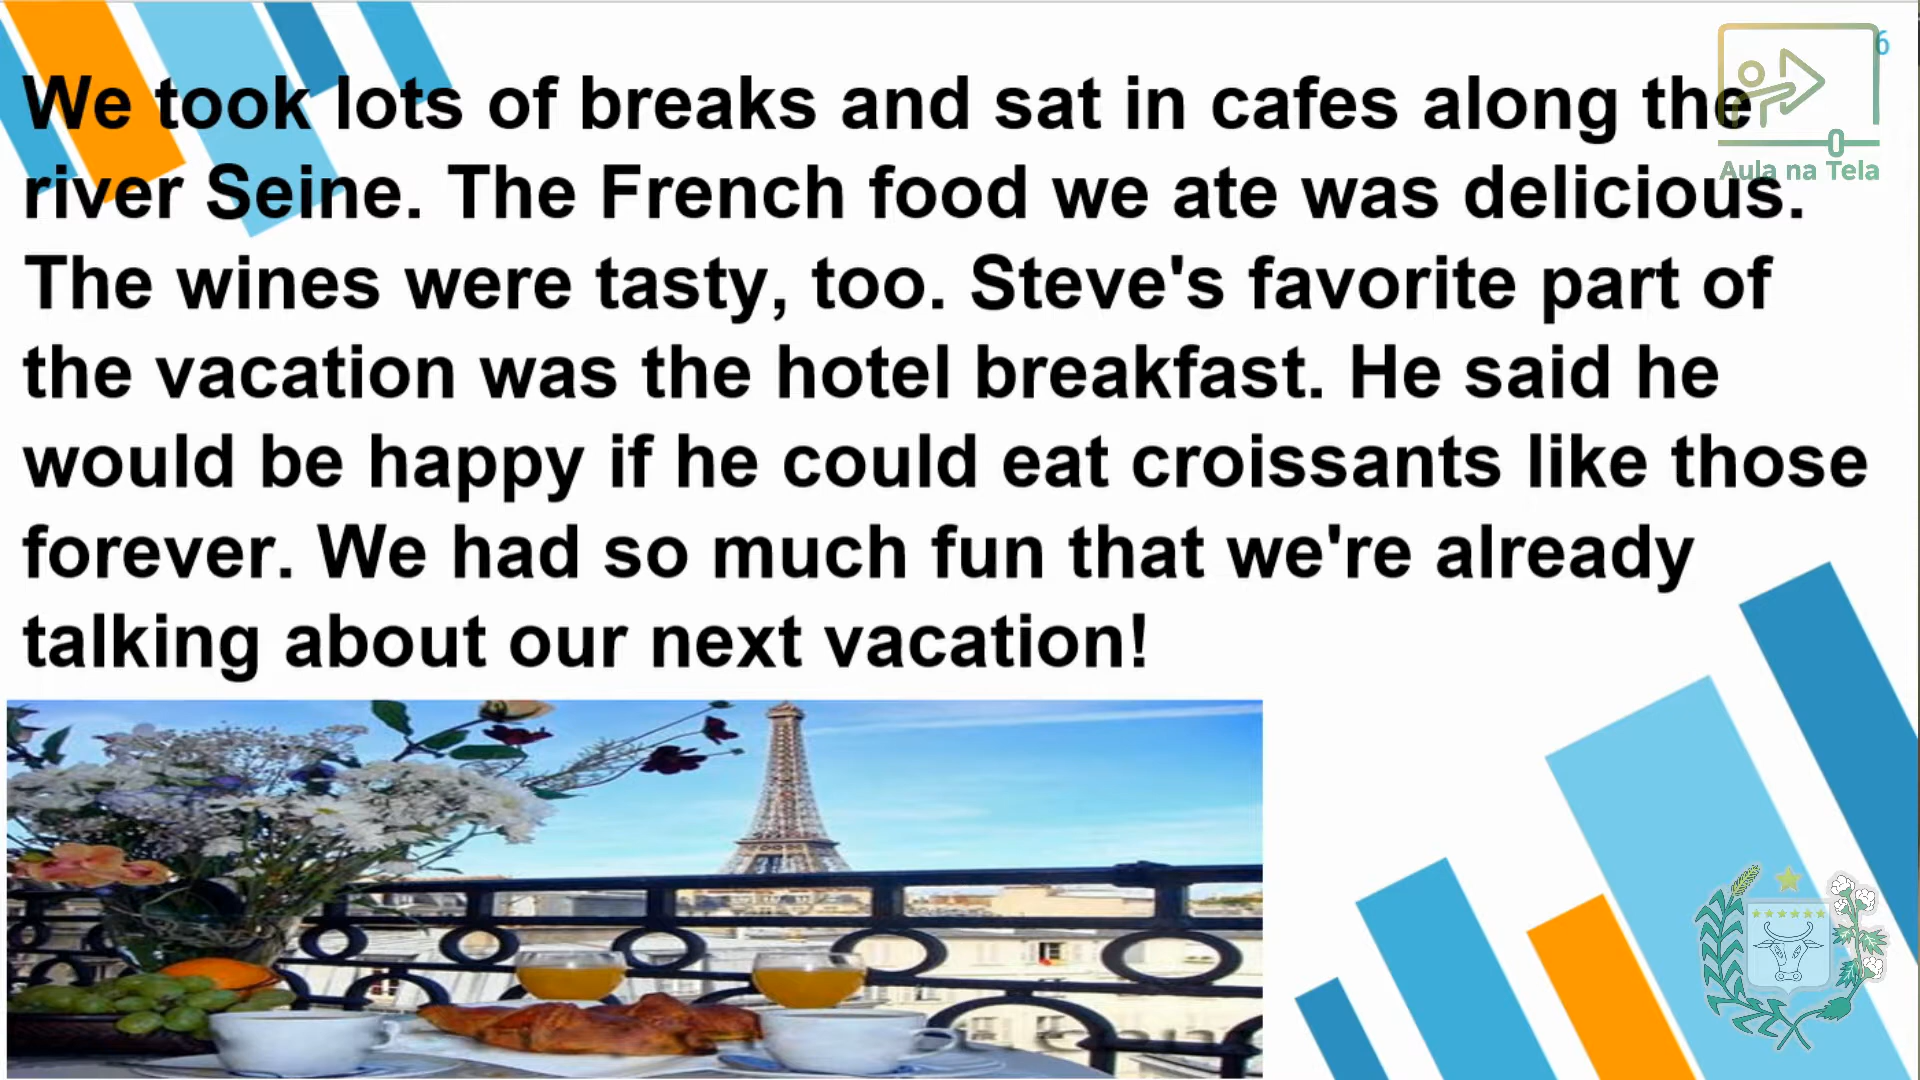 6
We took lots of breaks and sat in cafes along the
river Seine. The French food we ate was delicious.
The wines were tasty, too. Steve's favorite part of
the vacation was the hotel breakfast. He said he
would be happy if he could eat croissants like those
forever. We had so much fun that we're already
talking about our next vacation!
Aula na Tela